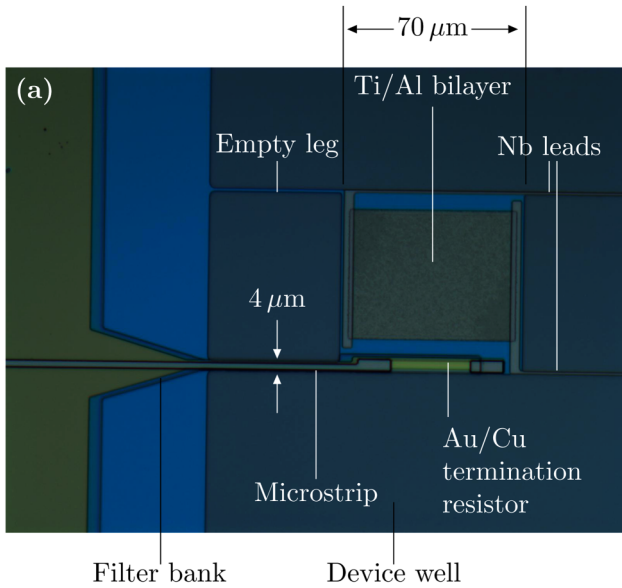 70 μm
(a)
Ti/Al bilayer
Empty leg
Nb leads
4 μm
Au/Cu
termination
resistor
Microstrip
Filter bank
Device well